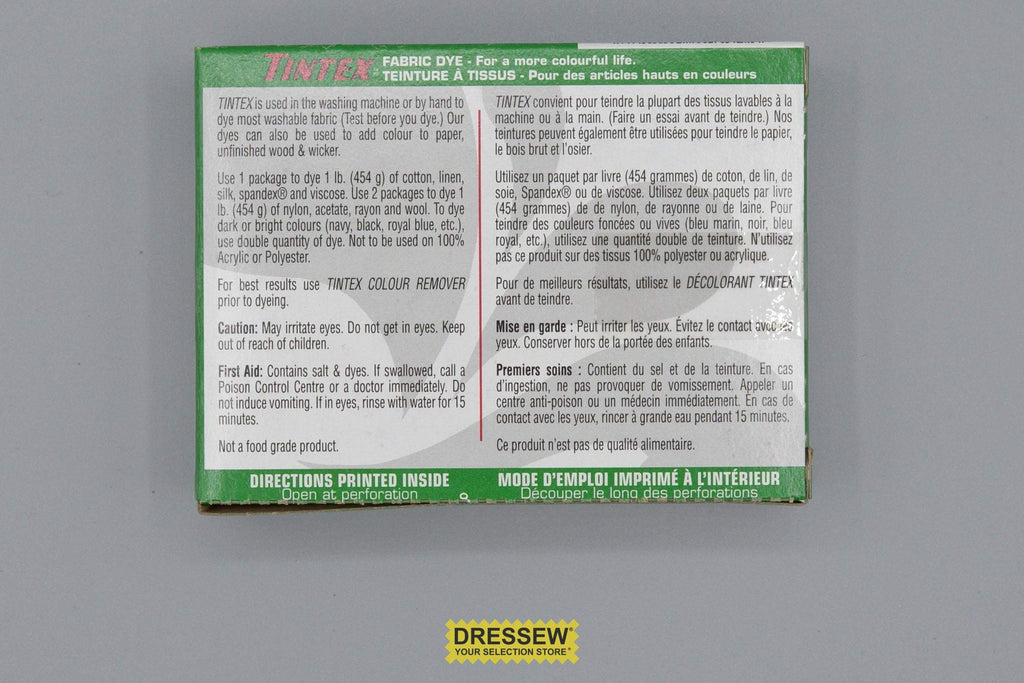 TINTEX FABRIC DYE - For a more colourful life.
TEINTURE À TISSUS - Pour des articles hauts en couleurs
TINTEX is used in the washing machine or by hand to
dye most washable fabric (Test before you dye.) Our
dyes can also be used to add colour to paper,
unfinished wood & wicker.
Use 1 package to dye 1 lb. (454 g) of cotton, linen,
silk, spandex® and viscose. Use 2 packages to dye 1
lb. (454 g) of nylon, acetate, rayon and wool. To dye
dark or bright colours (navy, black, royal blue, etc.),
use double quantity of dye. Not to be used on 100%
Acrylic or Polyester.
For best results use TINTEX COLOUR REMOVER
prior to dyeing.
Caution: May irritate eyes. Do not get in eyes. Keep
out of reach of children.
First Aid: Contains salt & dyes. If swallowed, call a
Poison Control Centre or a doctor immediately. Do
not induce vomiting. If in eyes, rinse with water for 15
minutes.
Not a food grade product.
TINTEX convient pour teindre la plupart des tissus lavables à la
machine ou à la main. (Faire un essai avant de teindre.) Nos
teintures peuvent également être utilisées pour teindre le papier,
le bois brut et l'osier.
Utilisez un paquet par livre (454 grammes) de coton, de lin, de
soie, Spandex® ou de viscose. Utilisez deux paquets par livre
(454 grammes) de de nylon, de rayonne ou de laine. Pour
teindre des couleurs foncées ou vives (bleu marin, noir, bleu
royal, etc.), utilisez une quantité double de teinture. N'utilisez
pas ce produit sur des tissus 100% polyester ou acrylique.
Pour de meilleurs résultats, utilisez le DÉCOLORANT TINTEX
avant de teindre.
Mise en garde : Peut irriter les yeux. Évitez le contact avec les
yeux. Conserver hors de la portée des enfants.
Premiers soins : Contient du sel et de la teinture. En cas
d'ingestion, ne pas provoquer de vomissement. Appeler un
centre anti-poison ou un médecin immédiatement. En cas de
contact avec les yeux, rincer à grande eau pendant 15 minutes.
Ce produit n'est pas de qualité alimentaire.
DIRECTIONS PRINTED INSIDE
Open at perforation
MODE D'EMPLOI IMPRIMÉ À L'INTÉRIEUR
Découper le long des perforations
DRESSEW®
YOUR SELECTION STORE®